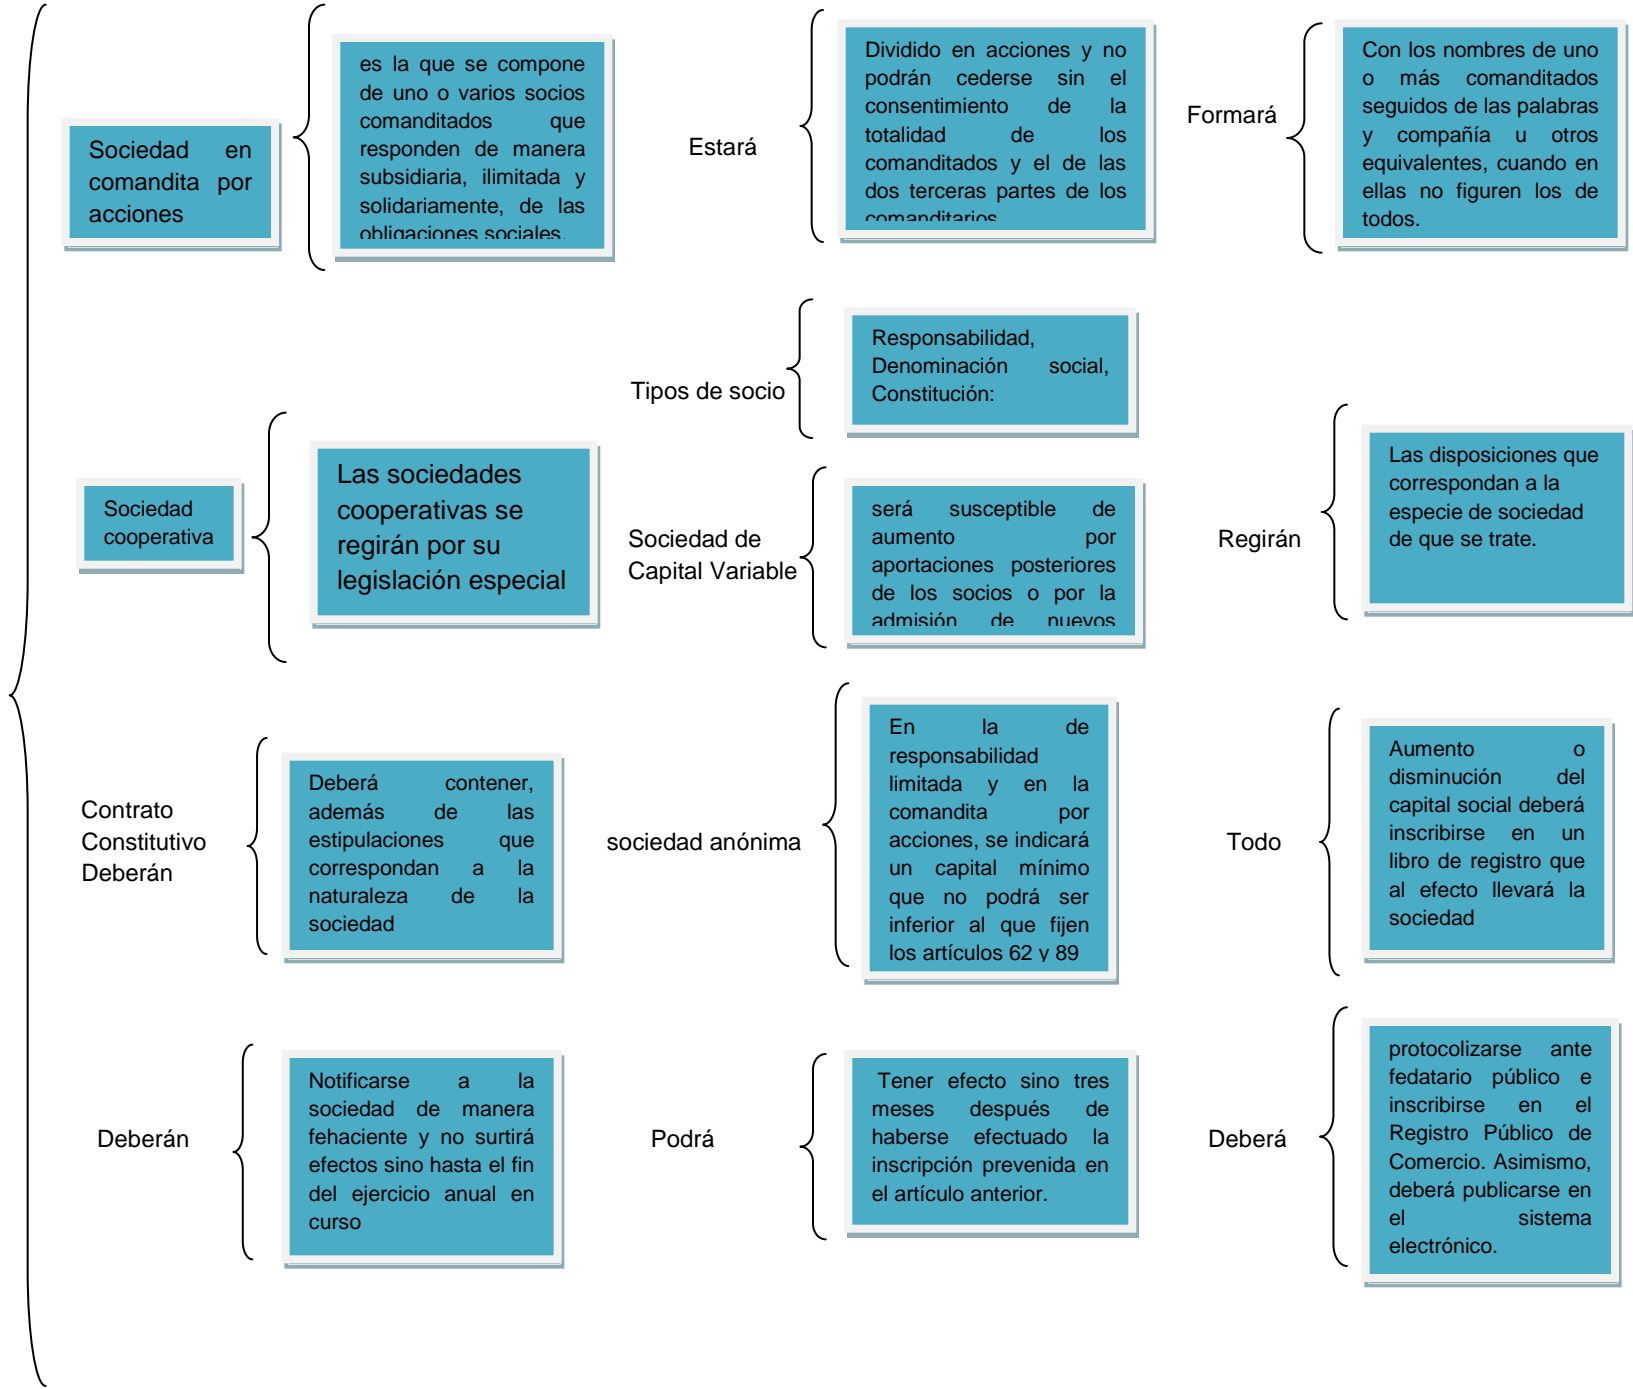 Sociedad en
comandita por
acciones
es la que se compone
de uno o varios socios
comanditados que
responden de manera
subsidiaria, ilimitada y
solidariamente, de las
obligaciones sociales.
Estará
Dividido en acciones y no
podrán cederse sin el
consentimiento de la
totalidad de los
comanditados y el de las
dos terceras partes de los
comanditarios
Formará
Con los nombres de uno
o más comanditados
seguidos de las palabras
y compañía u otros
equivalentes, cuando en
ellas no figuren los de
todos.
Tipos de socio
Responsabilidad,
Denominación social,
Constitución:
Sociedad
cooperativa
Las sociedades
cooperativas se
regirán por su
legislación especial
Sociedad de
Capital Variable
será susceptible de
aumento por
aportaciones posteriores
de los socios o por la
admisión de nuevos
Regirán
Las disposiciones que
correspondan a la
especie de sociedad
de que se trate.
Contrato
Constitutivo
Deberán
Deberá contener,
además de las
estipulaciones que
correspondan a la
naturaleza de la
sociedad
sociedad anónima
En la de
responsabilidad
limitada y en la
comandita por
acciones, se indicará
un capital mínimo
que no podrá ser
inferior al que fijen
los artículos 62 y 89
Todo
Aumento o
disminución del
capital social deberá
inscribirse en un
libro de registro que
al efecto llevará la
sociedad
Deberán
Notificarse a la
sociedad de manera
fehaciente y no surtirá
efectos sino hasta el fin
del ejercicio anual en
curso
Podrá
Tener efecto sino tres
meses después de
haberse efectuado la
inscripción prevenida en
el artículo anterior.
Deberá
protocolizarse ante
fedatario público e
inscribirse en el
Registro Público de
Comercio. Asimismo,
deberá publicarse en
el sistema
electrónico.